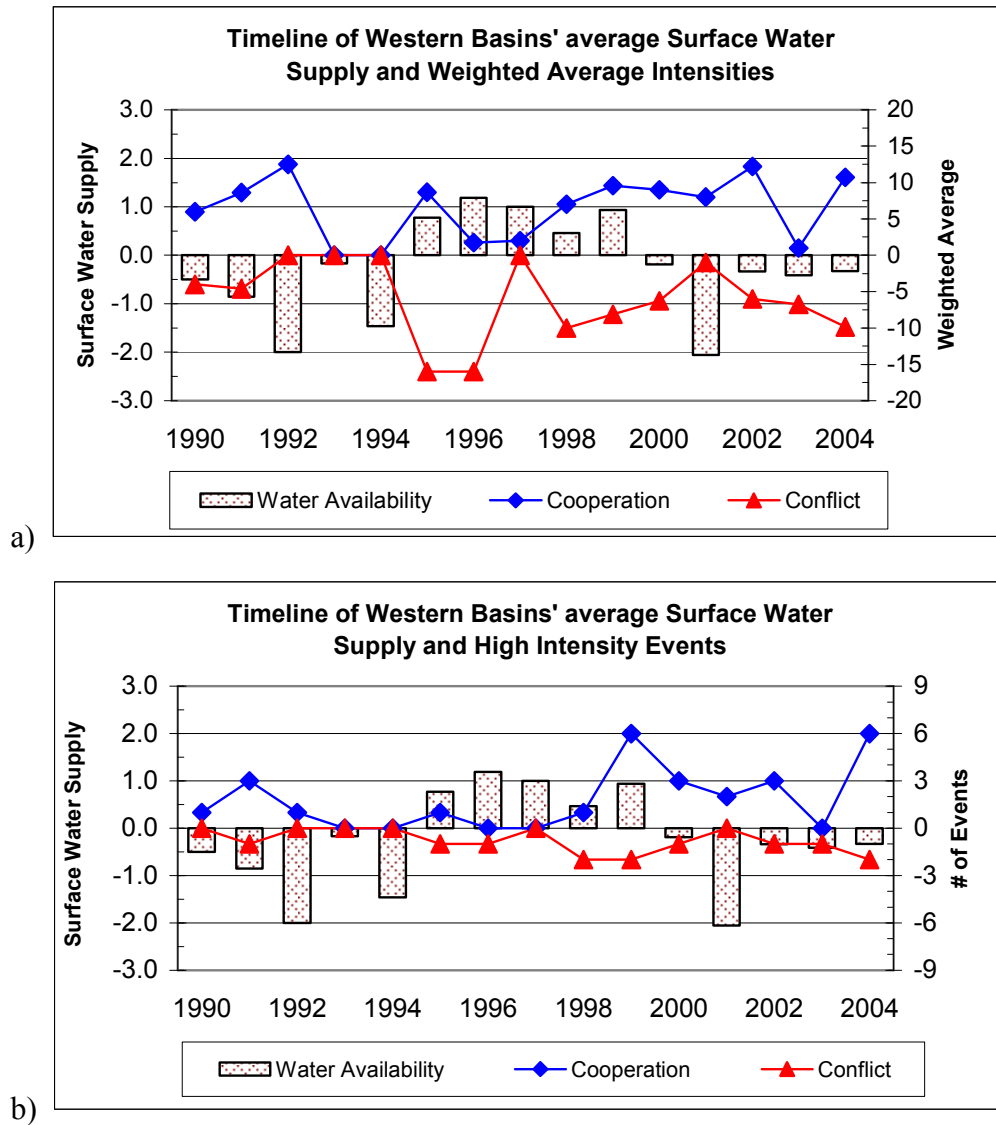 Timeline of Western Basins' average Surface Water
Supply and Weighted Average Intensities
Surface Water Supply
3.0
2.0
1.0
0.0
-1.0
-2.0
-3.0
20
15
10
5
0
-5
-10
-15
-20
Weighted Average
1990 1992 1994 1996 1998 2000 2002 2004
Water Availability Cooperation Conflict
a)
Timeline of Western Basins' average Surface Water
Supply and High Intensity Events
Surface Water Supply
3.0
2.0
1.0
0.0
-1.0
-2.0
-3.0
9
6
3
0
-3
-6
-9
# of Events
1990 1992 1994 1996 1998 2000 2002 2004
Water Availability Cooperation Conflict
b)